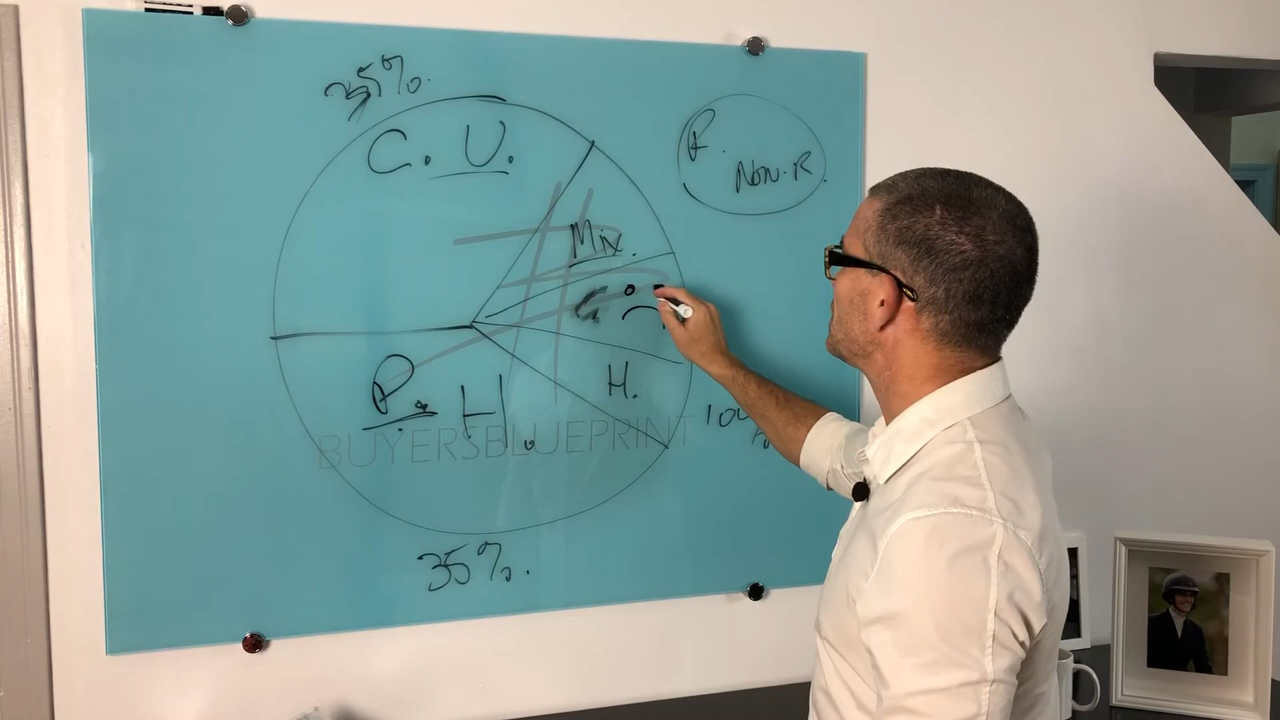 35%.
C. U.
R.
Non-R.
Mix.
H.
P. H.
100
BUYERSBLUEPRINT
35%.